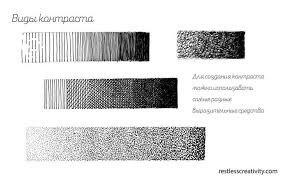 Виды контраста
Для создания контраста
можно использовать
самые разные
выразительные средства
restlesscreativity.com